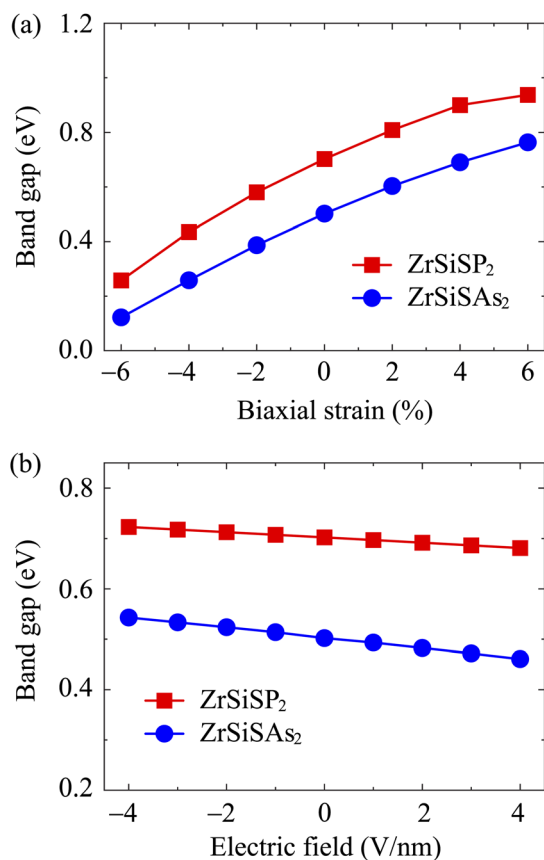 (a)
1.2
0.8
0.4
0.0
Band gap (eV)
ZrSiSP₂
ZrSiSAs₂
–6 –4 –2 0 2 4 6
Biaxial strain (%)
(b)
0.8
0.6
0.4
0.2
Band gap (eV)
ZrSiSP₂
ZrSiSAs₂
–4 –2 0 2 4
Electric field (V/nm)